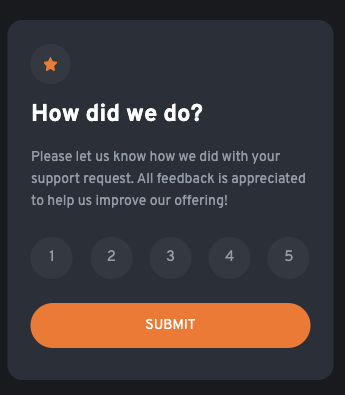 How did we do?
Please let us know how we did with your
support request. All feedback is appreciated
to help us improve our offering!
1 2 3 4 5
SUBMIT